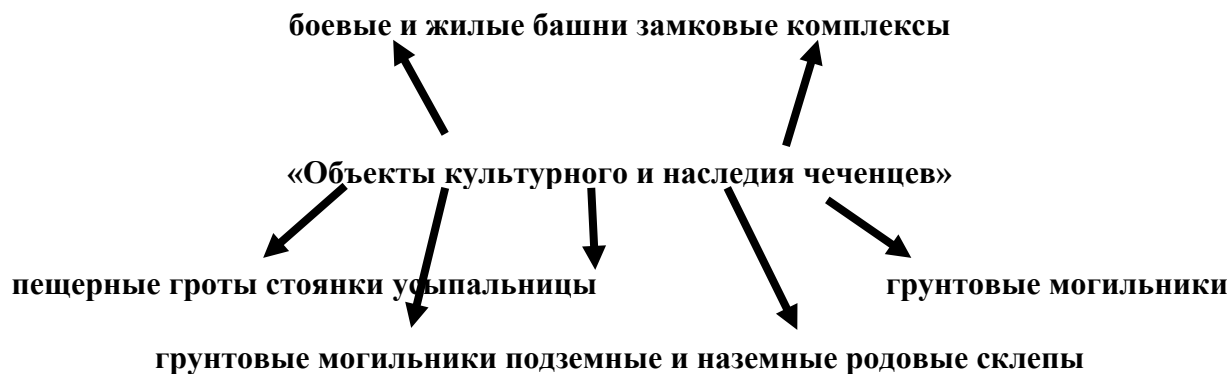 боевые и жилые башни замковые комплексы
«Объекты культурного и наследия чеченцев»
пещерные гроты стоянки усыпальницы грунтовые могильники
грунтовые могильники подземные и наземные родовые склепы